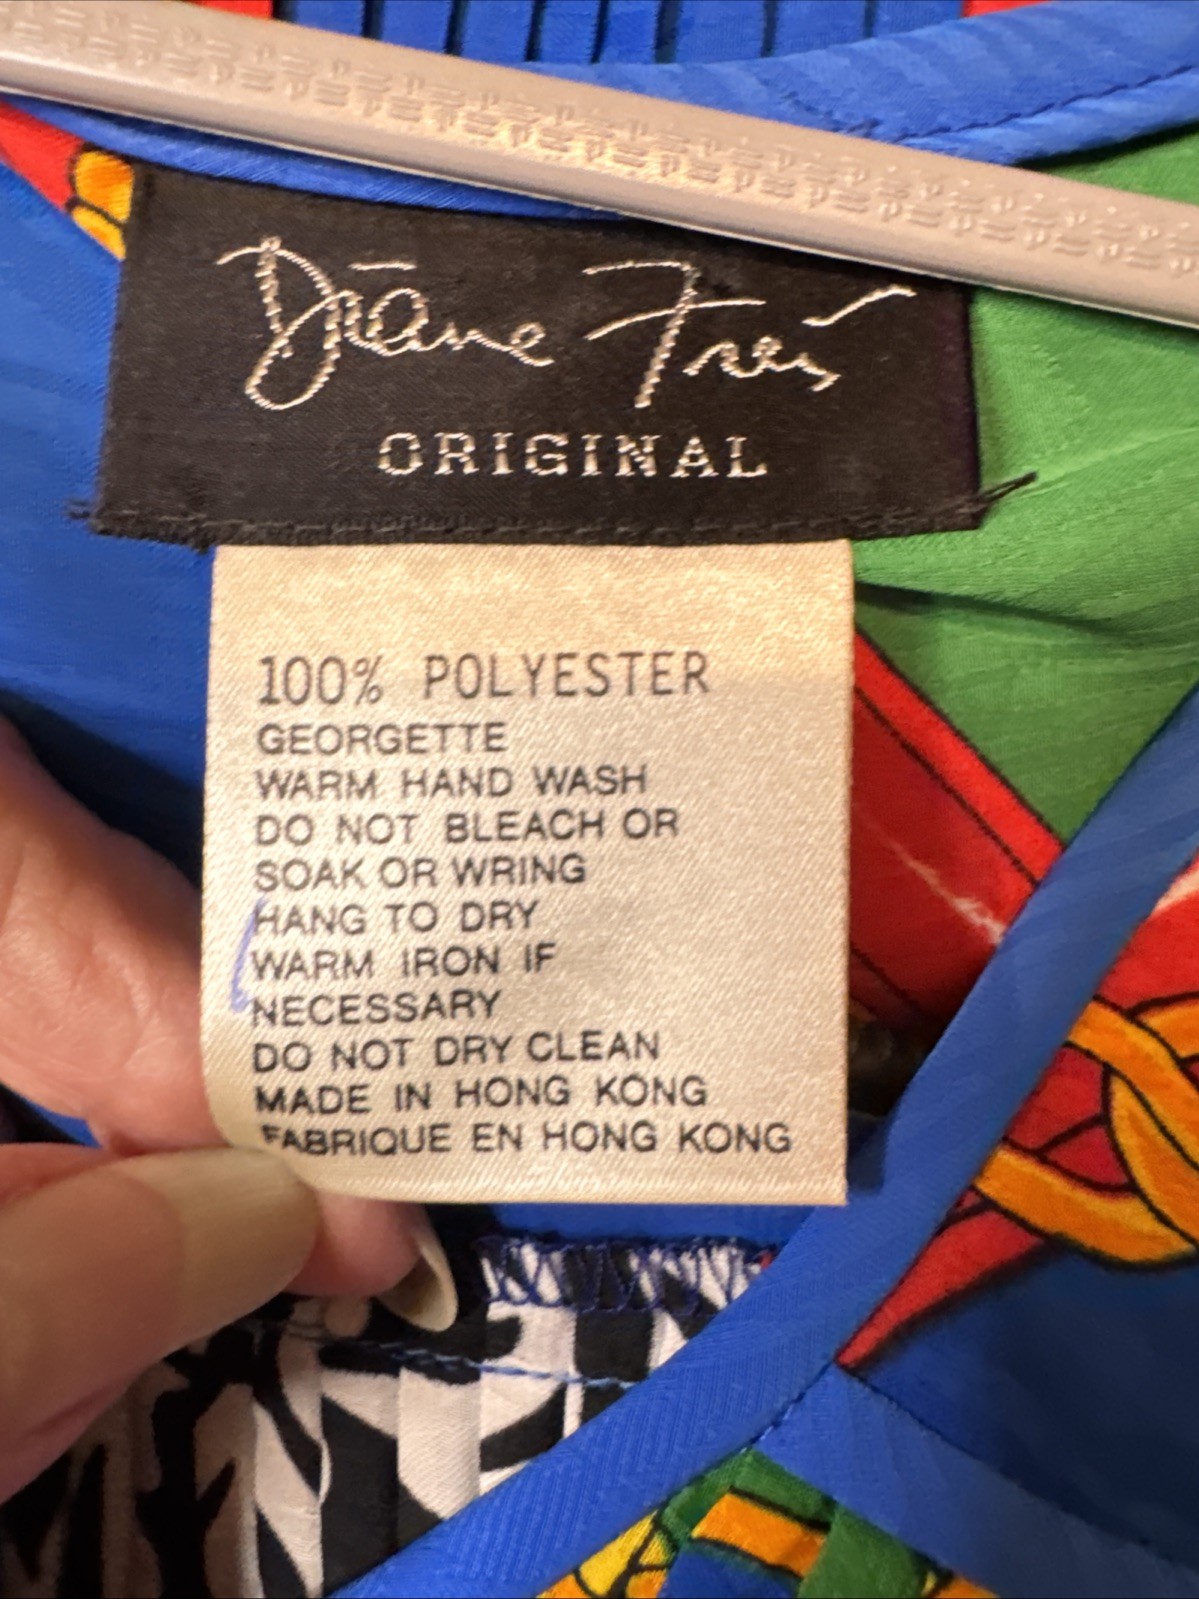 Diane Freis
ORIGINAL
100% POLYESTER
GEORGETTE
WARM HAND WASH
DO NOT BLEACH OR
SOAK OR WRING
HANG TO DRY
WARM IRON IF
NECESSARY
DO NOT DRY CLEAN
MADE IN HONG KONG
FABRIQUE EN HONG KONG